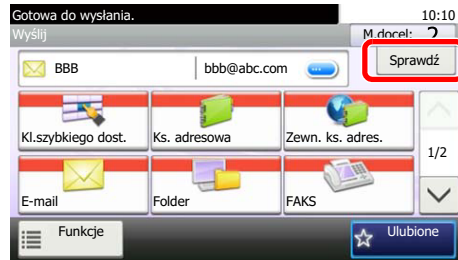 Gotowa do wysłania. 10:10
Wyślij M.docel: 2
BBB bbb@abc.com Sprawdź
Kl.szybkiego dost. Ks. adresowa Zewn. ks. adres.
1/2
E-mail Folder FAKS
Funkcje Ulubione